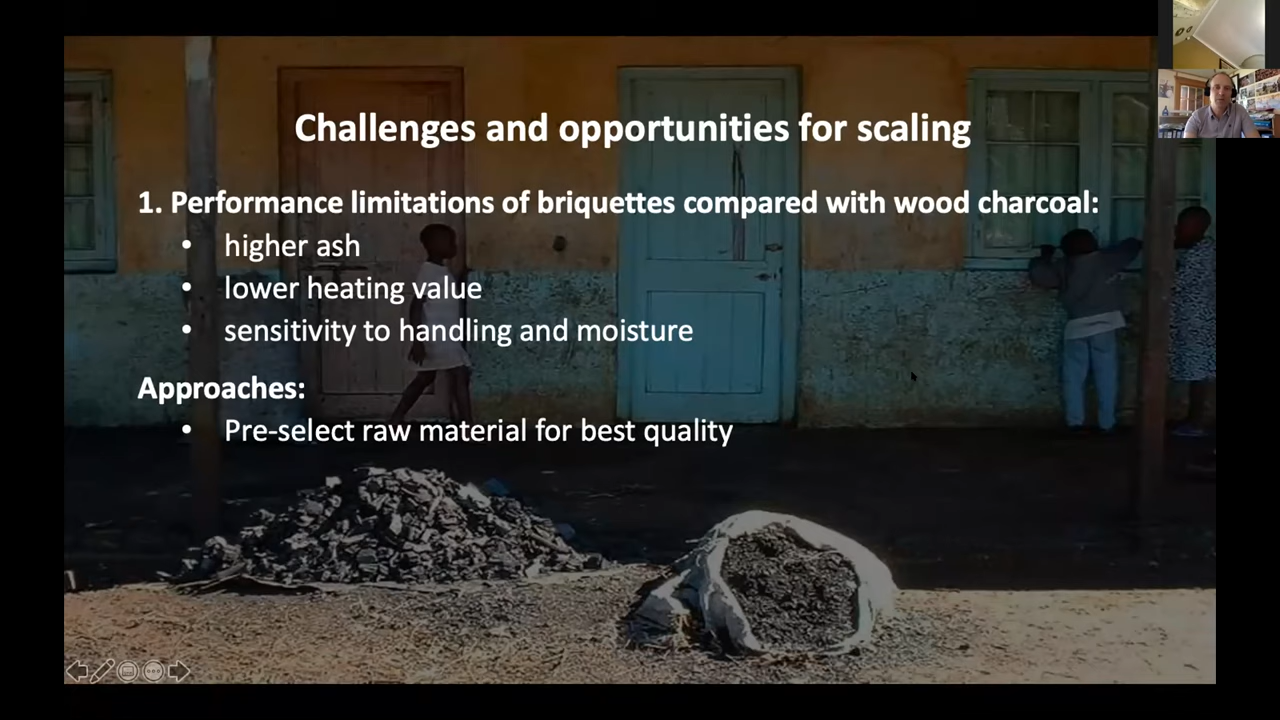 Challenges and opportunities for scaling
1. Performance limitations of briquettes compared with wood charcoal:
• higher ash
• lower heating value
• sensitivity to handling and moisture
Approaches:
• Pre-select raw material for best quality